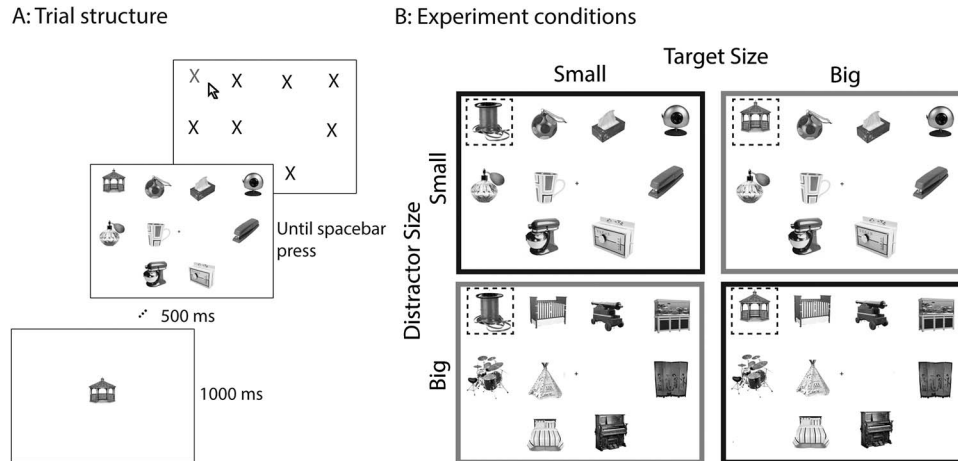 A: Trial structure
X X X X
X X X
X
Until spacebar
press
500 ms
1000 ms
B: Experiment conditions
Target Size
Small Big
Distractor Size
Small
Big